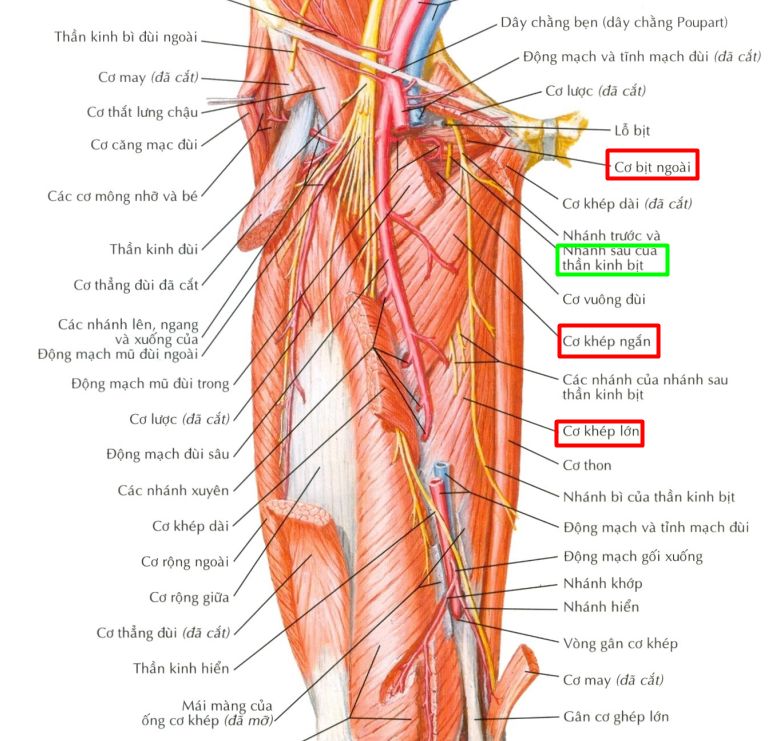 Thần kinh bì đùi ngoài
Cơ may (đã cắt)
Cơ thắt lưng chậu
Cơ căng mạc đùi
Các cơ mông nhỡ và bé
Thần kinh đùi
Cơ thẳng đùi đã cắt
Các nhánh lên, ngang
và xuống của
Động mạch mũ đùi ngoài
Động mạch mũ đùi trong
Cơ lược (đã cắt)
Động mạch đùi sâu
Các nhánh xuyên
Cơ khép dài
Cơ rộng ngoài
Cơ rộng giữa
Cơ thẳng đùi (đã cắt)
Thần kinh hiển
Mái màng của
ống cơ khép (đã mở)
Dây chằng bẹn (dây chằng Poupart)
Động mạch và tĩnh mạch đùi (đã cắt)
Cơ lược (đã cắt)
Lỗ bịt
Cơ bịt ngoài
Cơ khép dài (đã cắt)
Nhánh trước và
Nhánh sau của
thần kinh bịt
Cơ vuông đùi
Cơ khép ngắn
Các nhánh của nhánh sau
thần kinh bịt
Cơ khép lớn
Cơ thon
Nhánh bì của thần kinh bịt
Động mạch và tỉnh mạch đùi
Động mạch gối xuống
Nhánh khớp
Nhánh hiển
Vòng gân cơ khép
Cơ may (đã cắt)
Gân cơ ghép lớn